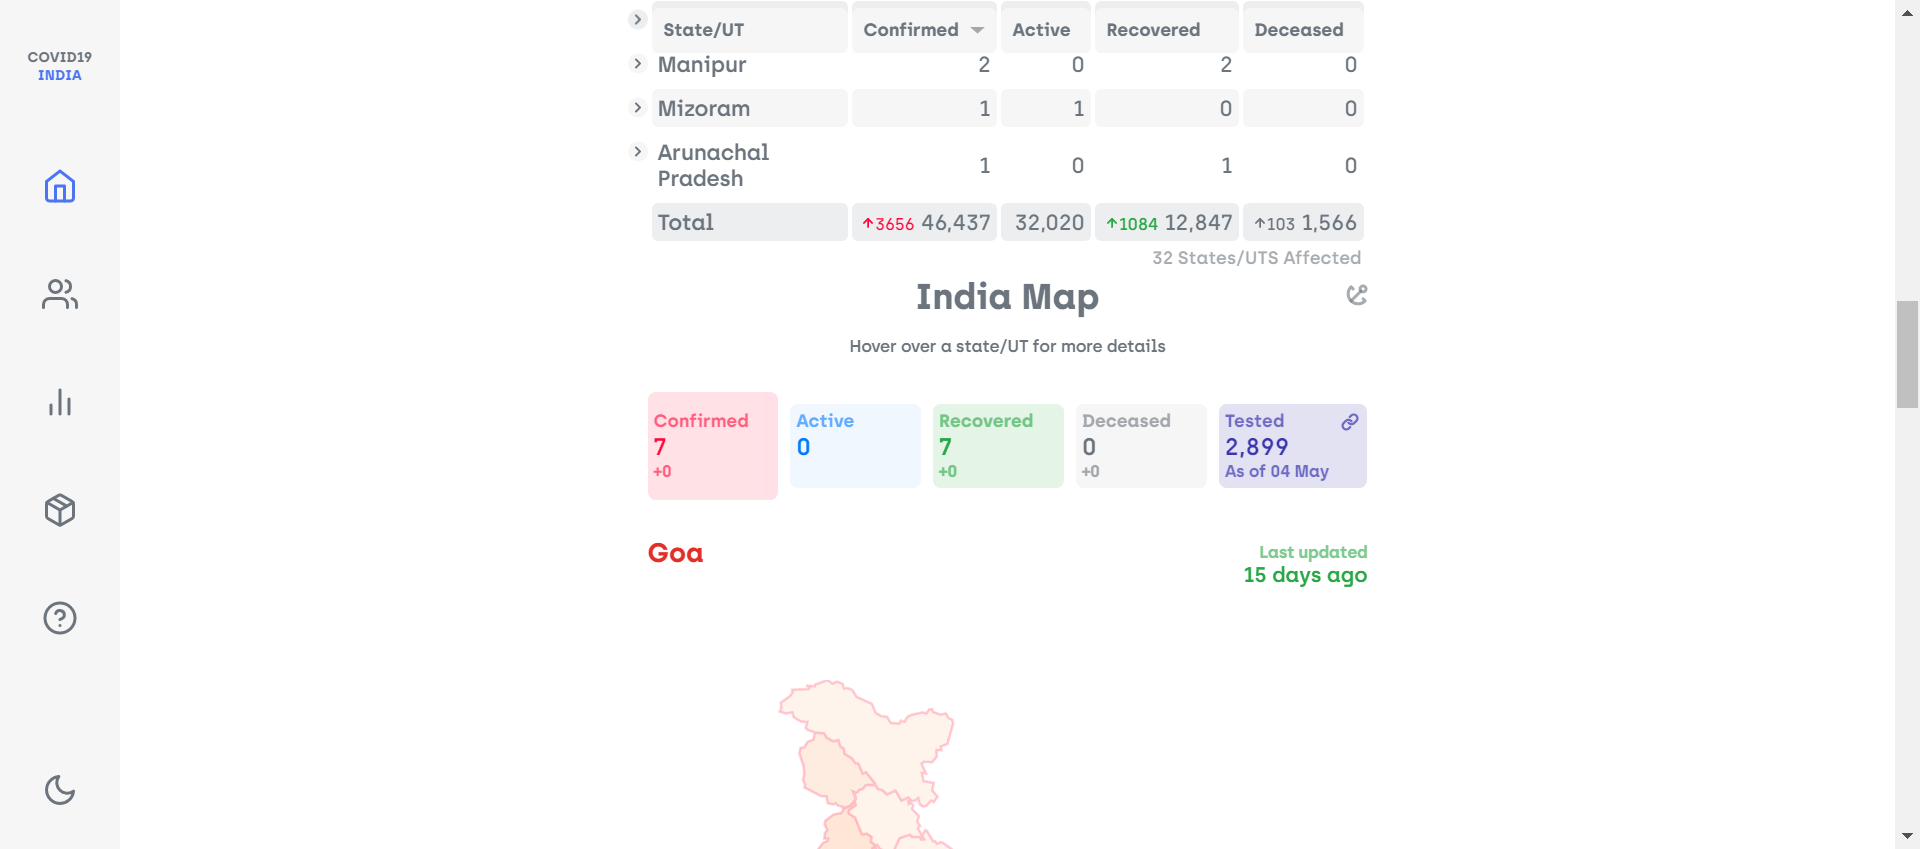 COVID19
INDIA
State/UT Confirmed Active Recovered Deceased
Manipur 2 0 2 0
Mizoram 1 1 0 0
Arunachal
Pradesh 1 0 1 0
Total ↑3656 46,437 32,020 ↑1084 12,847 ↑103 1,566
32 States/UTS Affected
India Map
Hover over a state/UT for more details
Confirmed
7
+0
Active
0
Recovered
7
+0
Deceased
0
+0
Tested
2,899
As of 04 May
Goa
Last updated
15 days ago